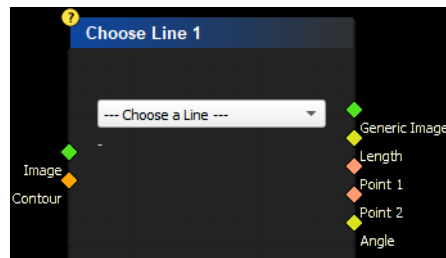 ?
Choose Line 1
--- Choose a Line ---
-
Image
Contour
Generic Image
Length
Point 1
Point 2
Angle